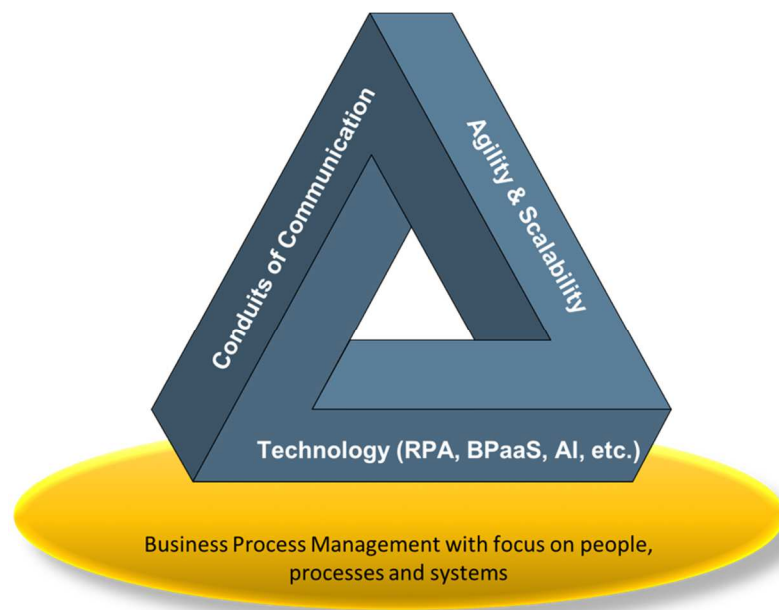 Conduits of Communication
Agility & Scalability
Technology (RPA, BPaaS, AI, etc.)
Business Process Management with focus on people,
processes and systems